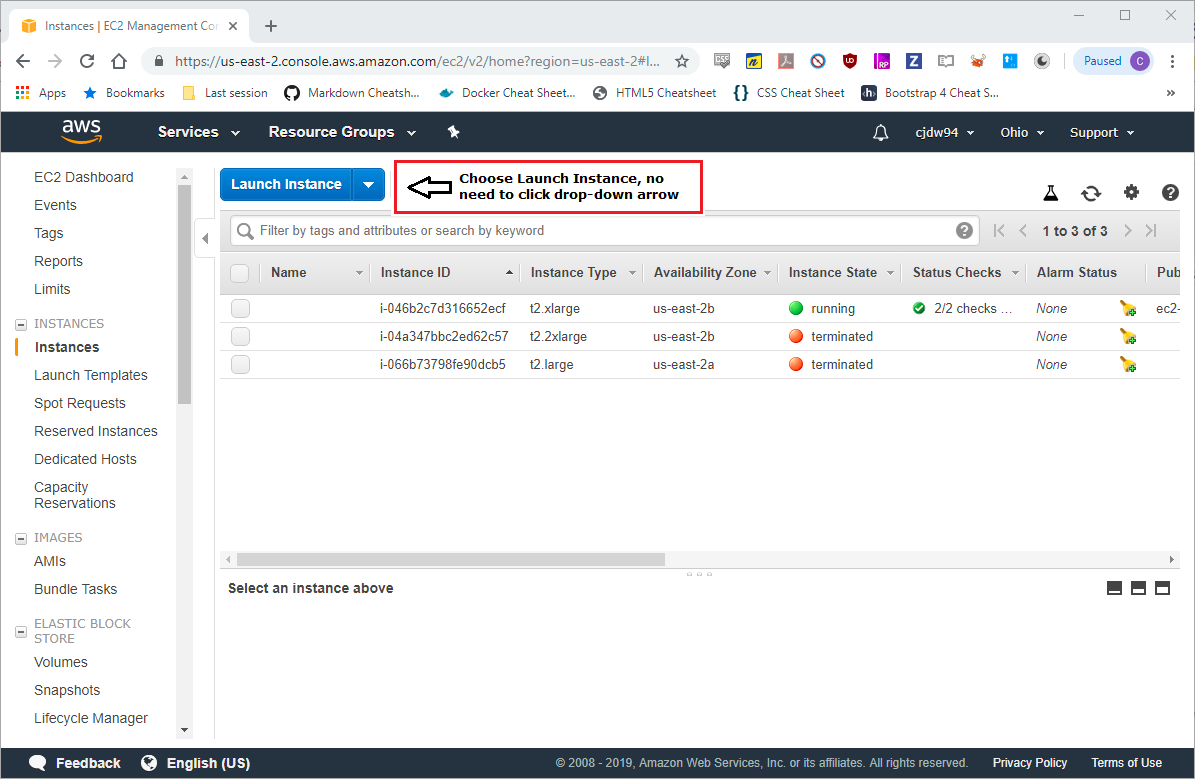 Instances | EC2 Management Con
https://us-east-2.console.aws.amazon.com/ec2/v2/home?region=us-east-2#I...
Paused
C
Apps
Bookmarks
Last session
Markdown Cheatsh...
Docker Cheat Sheet...
HTML5 Cheatsheet
CSS Cheat Sheet
Bootstrap 4 Cheat S...
aws
Services
Resource Groups
cjdw94
Ohio
Support
EC2 Dashboard
Events
Tags
Reports
Limits
INSTANCES
Instances
Launch Templates
Spot Requests
Reserved Instances
Dedicated Hosts
Capacity
Reservations
IMAGES
AMIs
Bundle Tasks
ELASTIC BLOCK
STORE
Volumes
Snapshots
Lifecycle Manager
Launch Instance
Choose Launch Instance, no
need to click drop-down arrow
Filter by tags and attributes or search by keyword
1 to 3 of 3
Name Instance ID Instance Type Availability Zone Instance State Status Checks Alarm Status Pub
i-046b2c7d316652ecf t2.xlarge us-east-2b running 2/2 checks ... None ec2-
i-04a347bbc2ed62c57 t2.2xlarge us-east-2b terminated None
i-066b73798fe90dcb5 t2.large us-east-2a terminated None
Select an instance above
Feedback
English (US)
© 2008 - 2019, Amazon Web Services, Inc. or its affiliates. All rights reserved.
Privacy Policy
Terms of Use